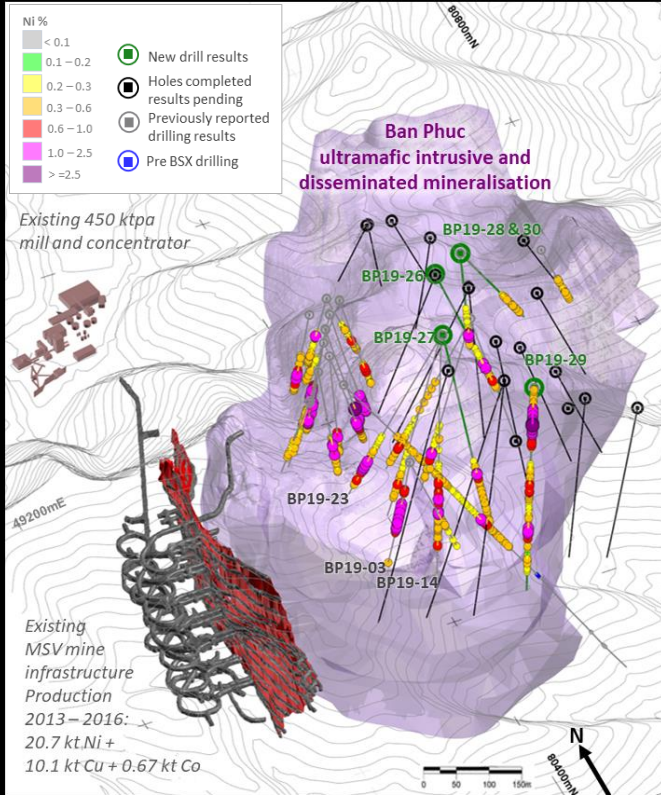 Ni %
< 0.1
0.1 – 0.2
0.2 – 0.3
0.3 – 0.6
0.6 – 1.0
1.0 - 2.5
> =2.5
New drill results
Holes completed
results pending
Previously reported
drilling results
Pre BSX drilling
80800mN
Ban Phuc
ultramafic intrusive and
disseminated mineralisation
Existing 450 ktpa
mill and concentrator
BP19-28 & 30
BP19-26
BP19-27
BP19-29
BP19-23
49200mE
BP19-03
BP19-14
Existing
MSV mine
infrastructure
Production
2013 – 2016:
20.7 kt Ni +
10.1 kt Cu + 0.67 kt Co
N
0 50 100 150m
80400mN